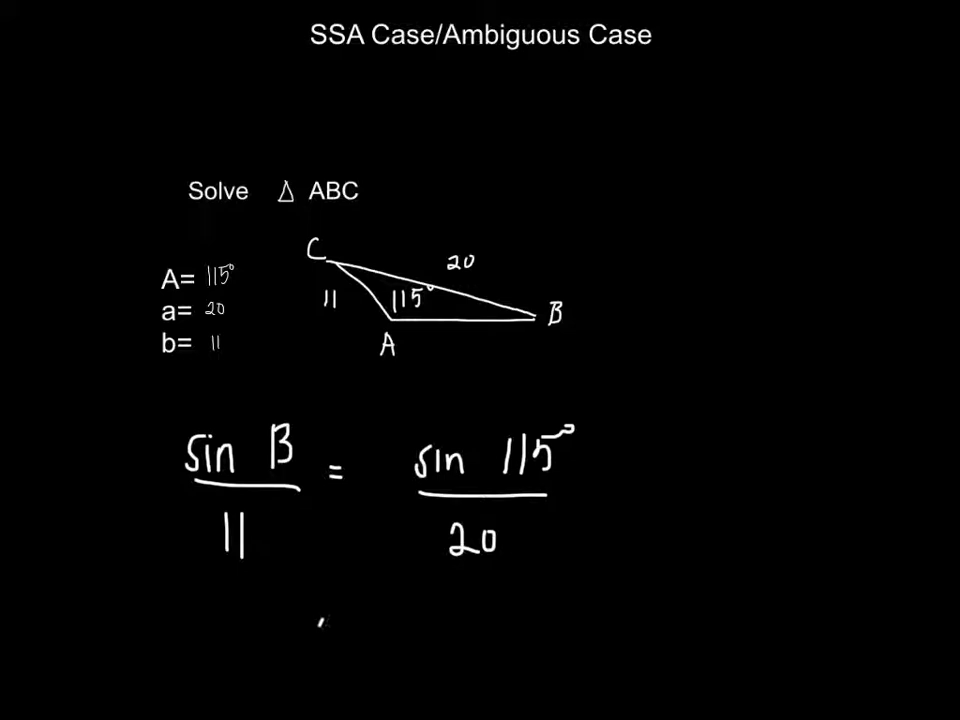 SSA Case/Ambiguous Case
Solve Δ ABC
C
20
A= 115°
11
115°
a= 20
B
b= 11
A
sin B / 11 = sin 115° / 20